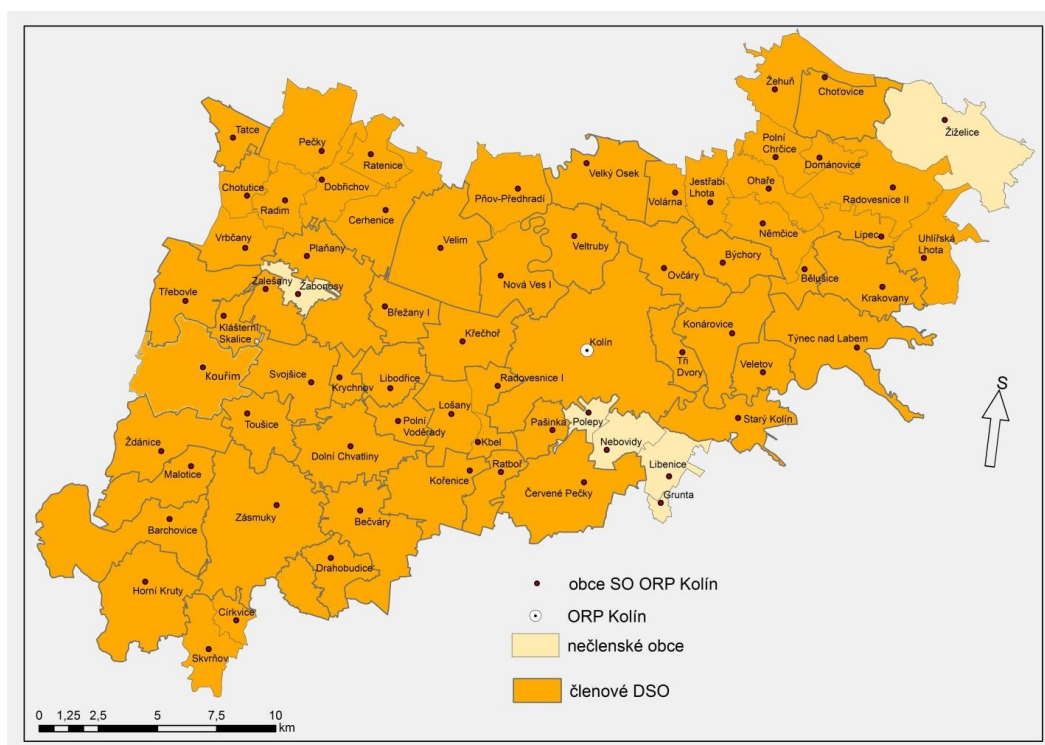 Žehuň
Choťovice
Žiželice
Tatce
Pečky
Ratenice
Polní
Chrčice
Dománovice
Velký Osek
Dobřichov
Chotutice
Radim
Pňov-Předhradí
Volárna
Jestřabí
Lhota
Ohaře
Radovesnice II
Cerhenice
Vrbčany
Plaňany
Velim
Veltruby
Němčice
Lipec
Uhlířská
Lhota
Zalešany
Žabonosy
Nová Ves I
Ovčáry
Býchory
Bělušice
Krakovany
Třebovle
Klášterní
Skalice
Břežany I
Křečhoř
Kolín
Konárovice
Týnec nad Labem
Tři
Dvory
Veletov
Kouřim
Svojšice
Krychnov
Libodřice
Radovesnice I
Lošany
Polní
Voděrady
Pašinka
Polepy
Starý Kolín
Toušice
Ždánice
Malotice
Dolní Chvatliny
Kbel
Nebovidy
Kořenice
Ratboř
Libenice
Červené Pečky
Grunta
Zásmuky
Bečváry
Barchovice
Drahobudice
Horní Kruty
Církvice
Skvrňov
S
obce SO ORP Kolín
ORP Kolín
nečlenské obce
členové DSO
0 1,25 2,5 5 7,5 10
km